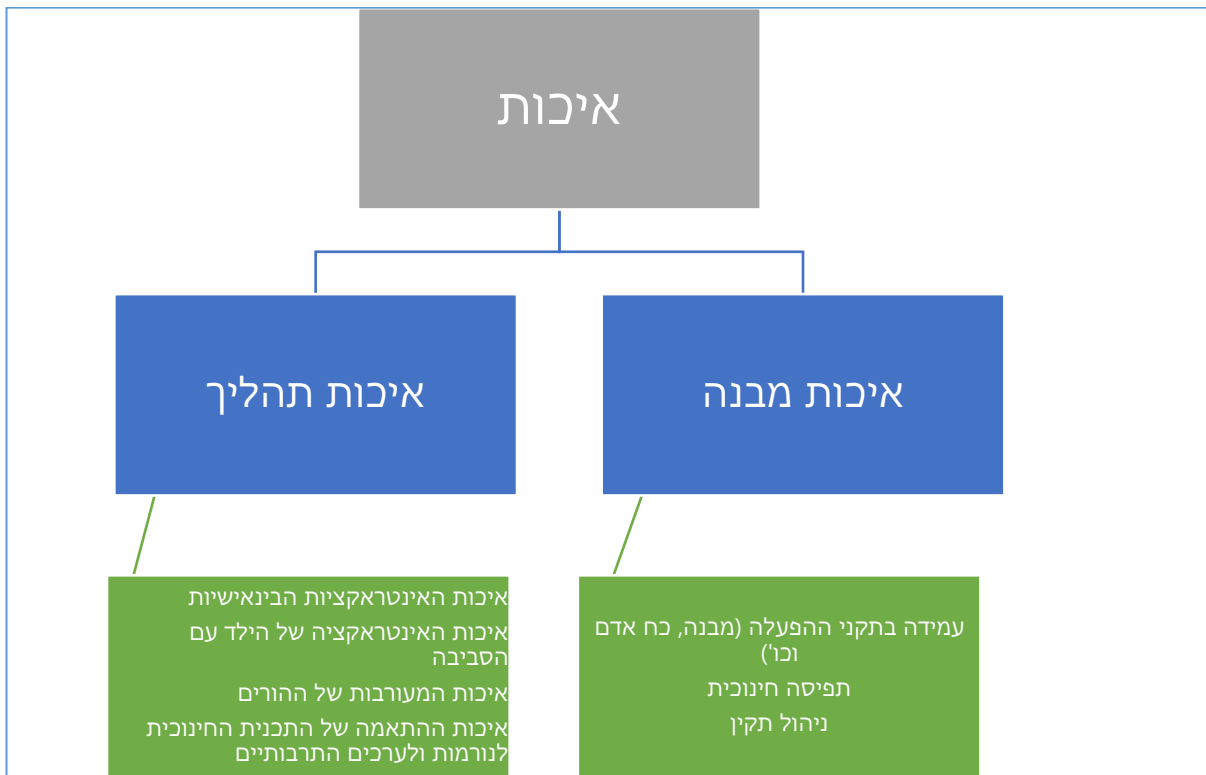 איכות
איכות מבנה
איכות תהליך
עמידה בתקני ההפעלה (מבנה, כח אדם
וכו')
תפיסה חינוכית
ניהול תקין
איכות האינטראקציות הבינאישיות
איכות האינטראקציה של הילד עם
הסביבה
איכות המעורבות של ההורים
איכות ההתאמה של התכנית החינוכית
לנורמות ולערכים התרבותיים